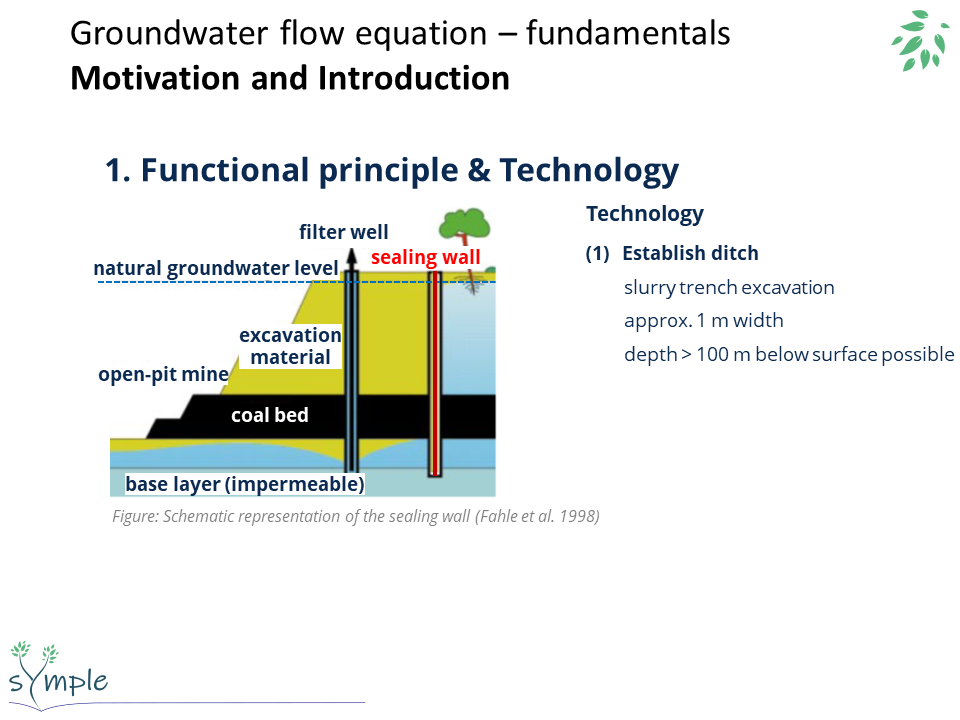 Groundwater flow equation – fundamentals
Motivation and Introduction
1. Functional principle & Technology
filter well
sealing wall
natural groundwater level
excavation
material
open-pit mine
coal bed
base layer (impermeable)
Figure: Schematic representation of the sealing wall (Fahle et al. 1998)
Technology
(1) Establish ditch
slurry trench excavation
approx. 1 m width
depth > 100 m below surface possible
sYmple